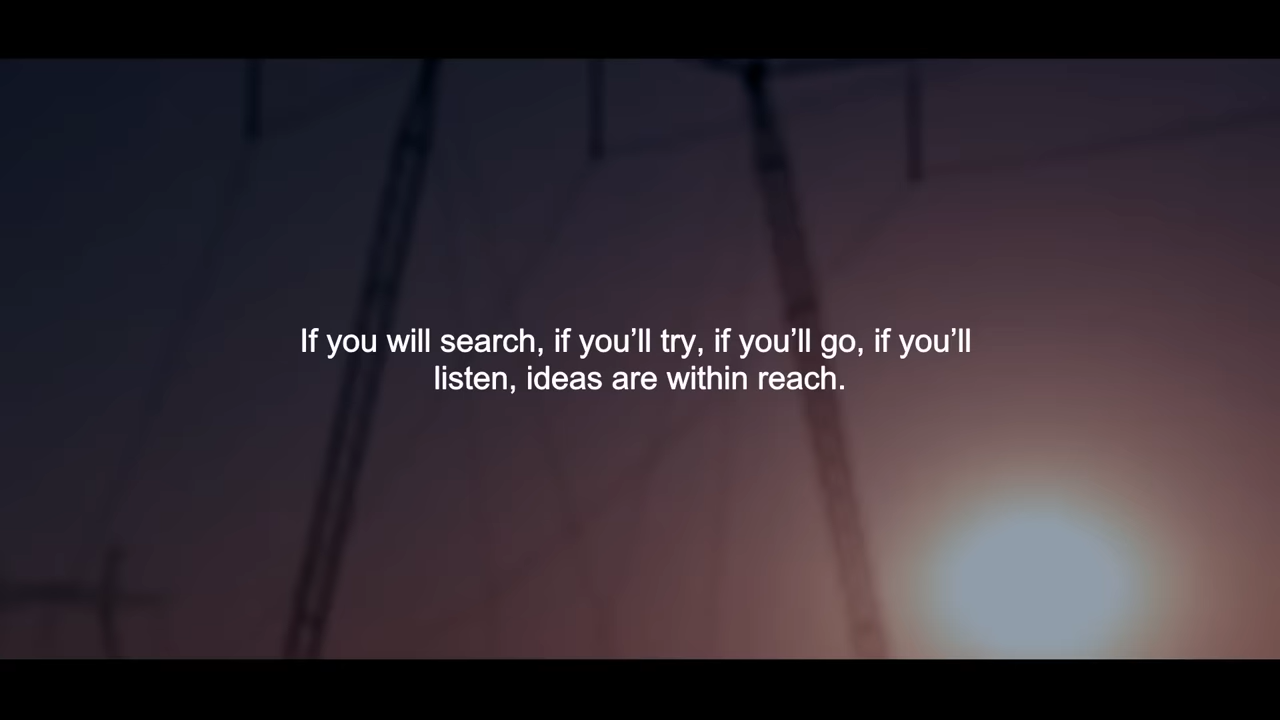 If you will search, if you’ll try, if you’ll go, if you’ll
listen, ideas are within reach.